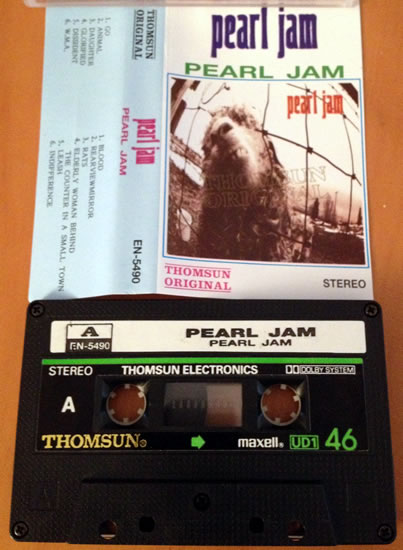 THOMSUN
ORIGINAL
1. GO
2. ANIMAL
3. DAUGHTER
4. GLORIFIED
5. DISSIDENT
6. W.M.A.
pearl jam
PEARL JAM
EN-5490
1. BLOOD
2. REARVIEWMIRROR
3. RATS
4. ELDERLY WOMAN BEHIND
THE COUNTER IN A SMALL TOWN
5. LEASH
6. INDIFFERENCE
pearl jam
PEARL JAM
pearl jam
THOMSUN
ORIGINAL
THOMSUN
ORIGINAL
STEREO
A
EN-5490
PEARL JAM
PEARL JAM
STEREO
THOMSUN ELECTRONICS
DOLBY SYSTEM
A
THOMSUN®
maxell®
UD1
46
A